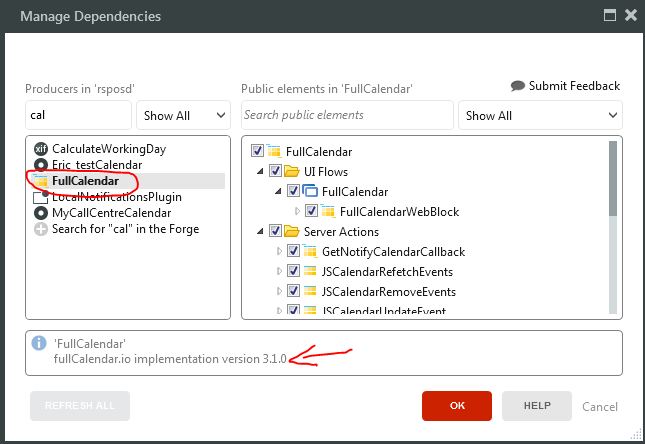 Manage Dependencies
Producers in 'rsposd'
Public elements in 'FullCalendar'
Submit Feedback
cal
Show All
Search public elements
Show All
xif CalculateWorkingDay
Eric_testCalendar
FullCalendar
LocalNotificationsPlugin
MyCallCentreCalendar
Search for "cal" in the Forge
FullCalendar
UI Flows
FullCalendar
FullCalendarWebBlock
Server Actions
GetNotifyCalendarCallback
JSCalendarRefetchEvents
JSCalendarRemoveEvents
JSCalendarUpdateEvent
'FullCalendar'
fullCalendar.io implementation version 3.1.0
REFRESH ALL
OK
HELP
Cancel